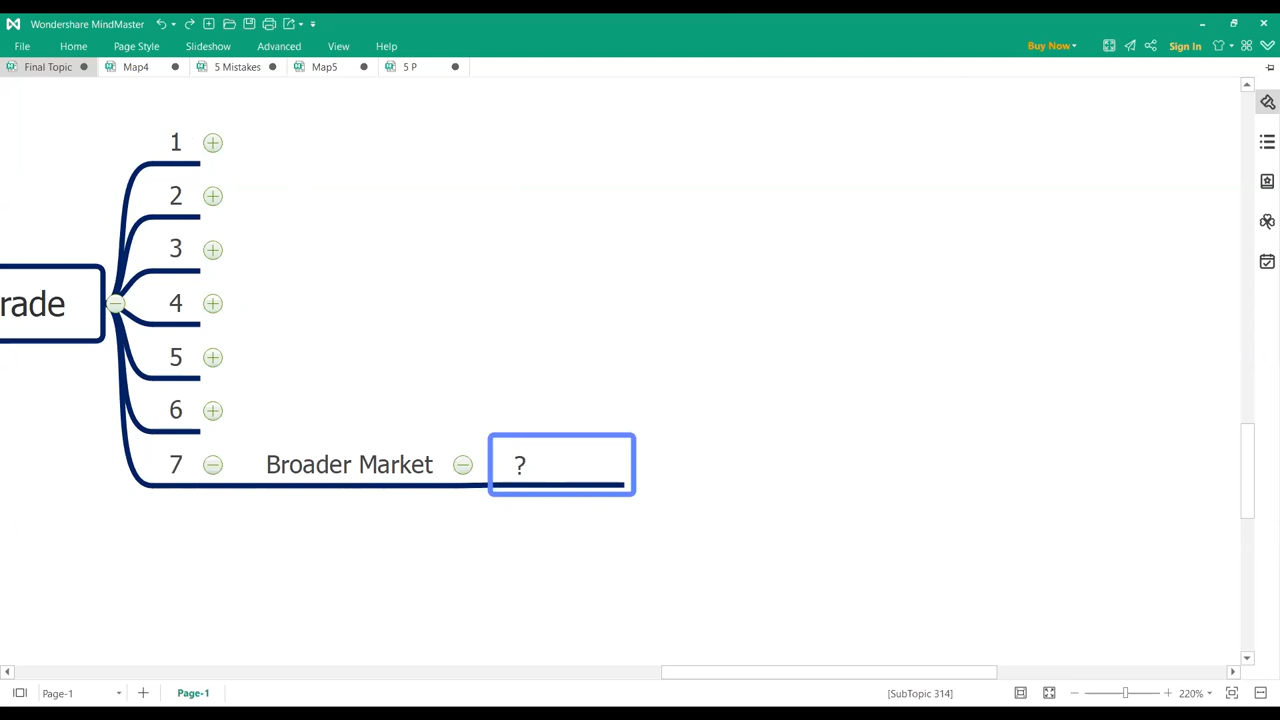 Wondershare MindMaster
File Home Page Style Slideshow Advanced View Help
Buy Now Sign In
Final Topic Map4 5 Mistakes Map5 5 P
1
2
3
rade
4
5
6
7 Broader Market ?
Page-1 Page-1 [SubTopic 314] 220%